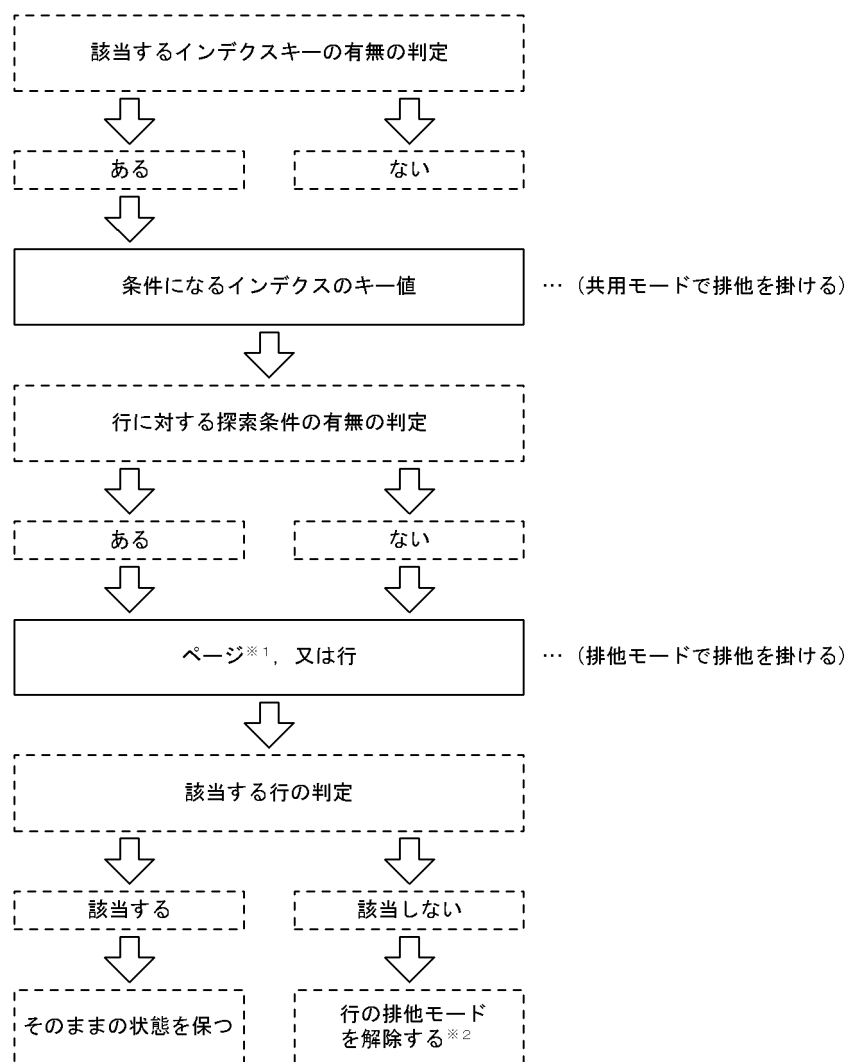 該当するインデクスキーの有無の判定
ある
ない
条件になるインデクスのキー値
…（共用モードで排他を掛ける）
行に対する探索条件の有無の判定
ある
ない
ページ※1，又は行
…（排他モードで排他を掛ける）
該当する行の判定
該当する
該当しない
そのままの状態を保つ
行の排他モード
を解除する※2